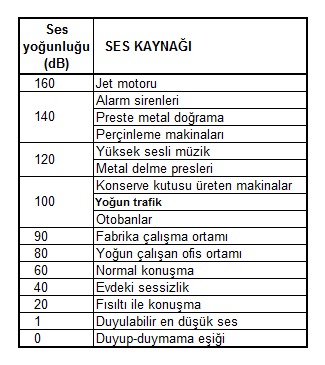 Ses
yoğunluğu
(dB)
SES KAYNAĞI
160
Jet motoru
140
Alarm sirenleri
Preste metal doğrama
Perçinleme makinaları
120
Yüksek sesli müzik
Metal delme presleri
100
Konserve kutusu üreten makinalar
Yoğun trafik
Otobanlar
90
Fabrika çalışma ortamı
80
Yoğun çalışan ofis ortamı
60
Normal konuşma
40
Evdeki sessizlik
20
Fısıltı ile konuşma
1
Duyulabilir en düşük ses
0
Duyup-duymama eşiği